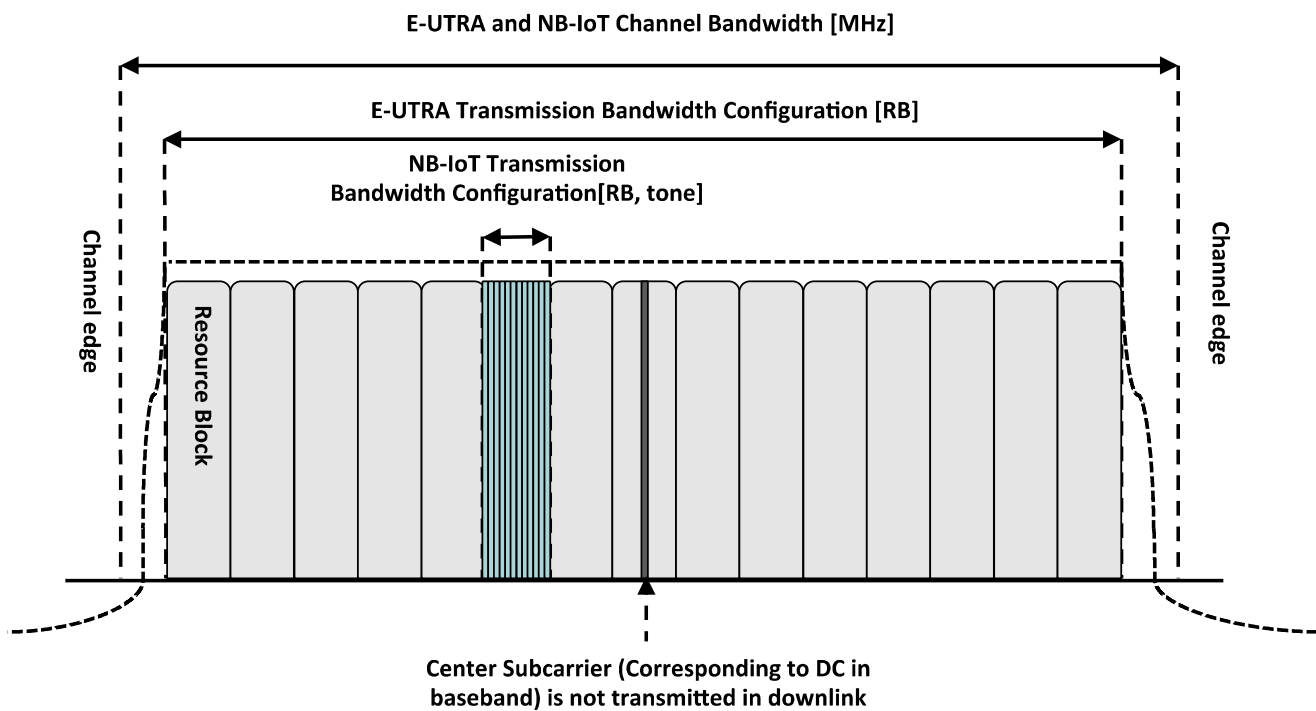 E-UTRA and NB-IoT Channel Bandwidth [MHz]
E-UTRA Transmission Bandwidth Configuration [RB]
NB-IoT Transmission
Bandwidth Configuration[RB, tone]
Channel edge
Resource Block
Channel edge
Center Subcarrier (Corresponding to DC in
baseband) is not transmitted in downlink